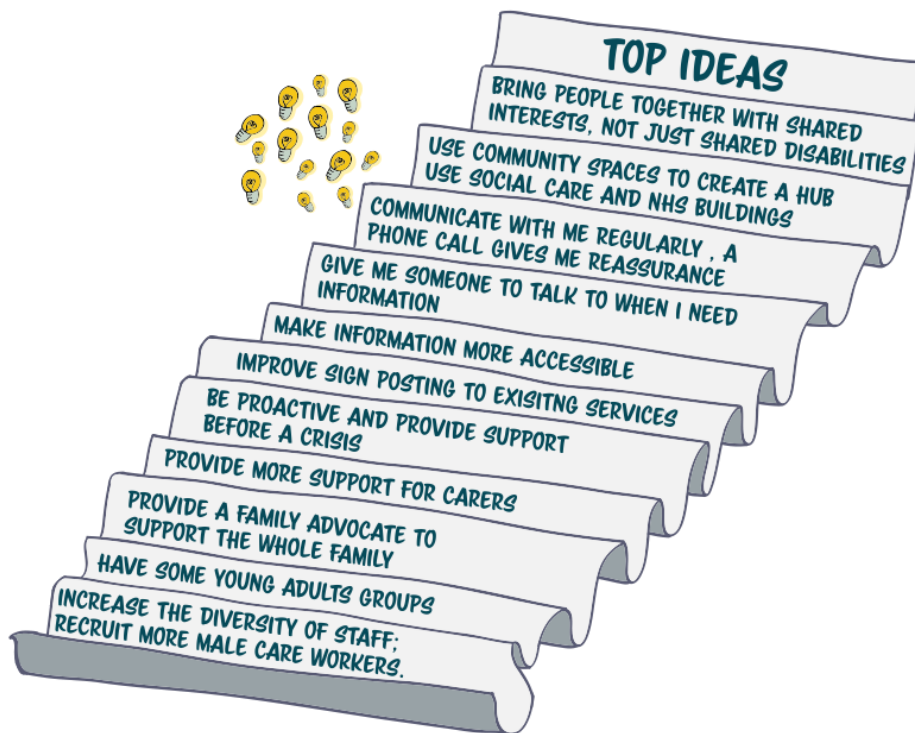 TOP IDEAS
BRING PEOPLE TOGETHER WITH SHARED
INTERESTS, NOT JUST SHARED DISABILITIES
USE COMMUNITY SPACES TO CREATE A HUB
USE SOCIAL CARE AND NHS BUILDINGS
COMMUNICATE WITH ME REGULARLY , A
PHONE CALL GIVES ME REASSURANCE
GIVE ME SOMEONE TO TALK TO WHEN I NEED
INFORMATION
MAKE INFORMATION MORE ACCESSIBLE
IMPROVE SIGN POSTING TO EXISITNG SERVICES
BE PROACTIVE AND PROVIDE SUPPORT
BEFORE A CRISIS
PROVIDE MORE SUPPORT FOR CARERS
PROVIDE A FAMILY ADVOCATE TO
SUPPORT THE WHOLE FAMILY
HAVE SOME YOUNG ADULTS GROUPS
INCREASE THE DIVERSITY OF STAFF;
RECRUIT MORE MALE CARE WORKERS.